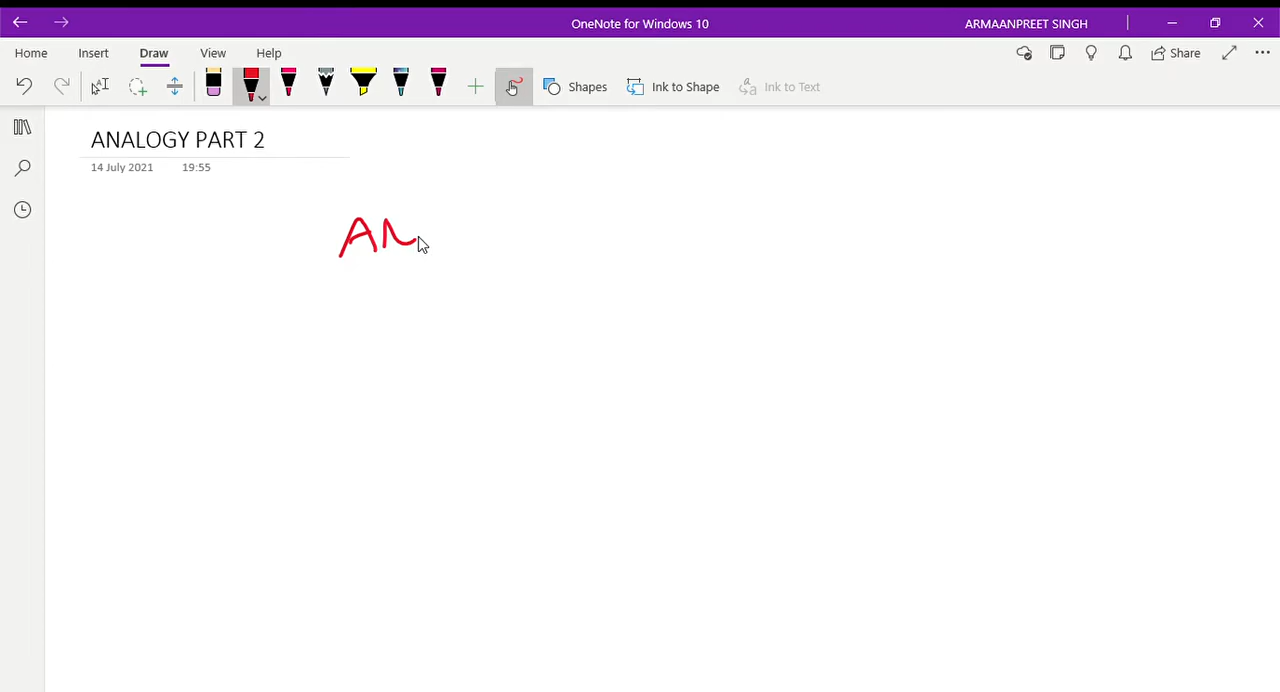 OneNote for Windows 10
ARMAANPREET SINGH
Home Insert Draw View Help
Share
Shapes Ink to Shape Ink to Text
ANALOGY PART 2
14 July 2021 19:55
AN